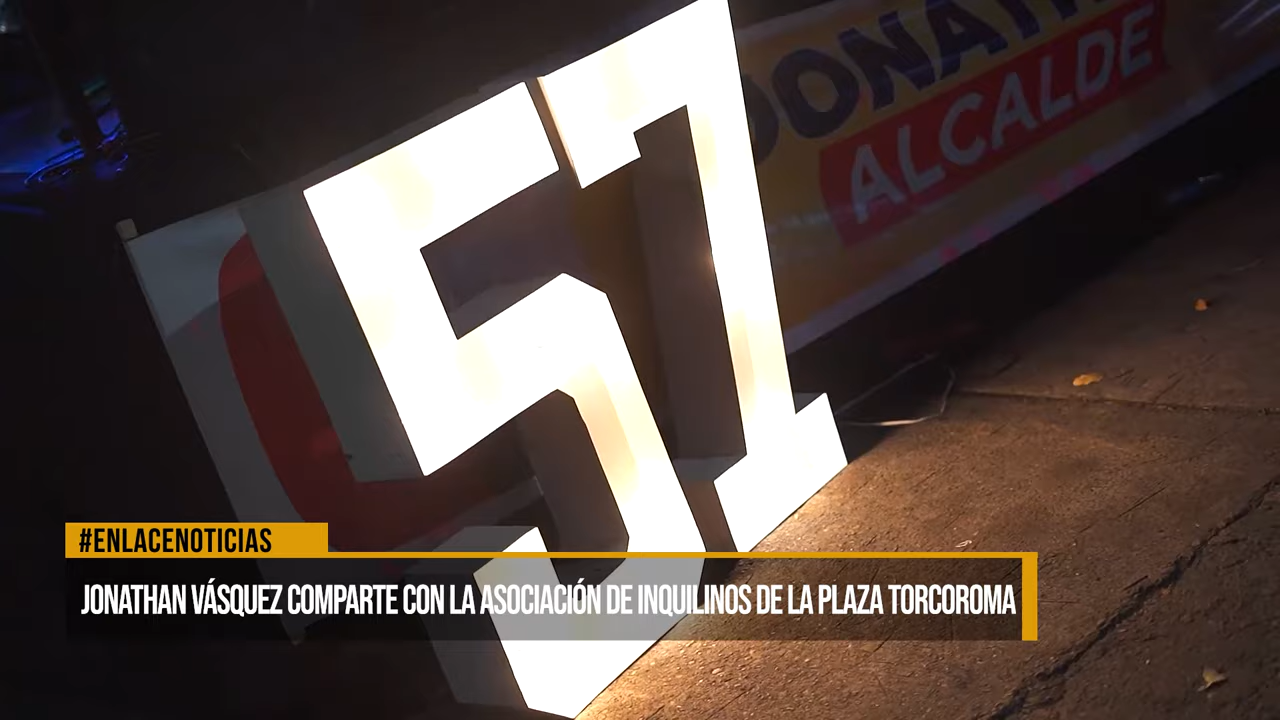 57
ALCALDE
#ENLACENOTICIAS
JONATHAN VÁSQUEZ COMPARTE CON LA ASOCIACIÓN DE INQUILINOS DE LA PLAZA TORCOROMA